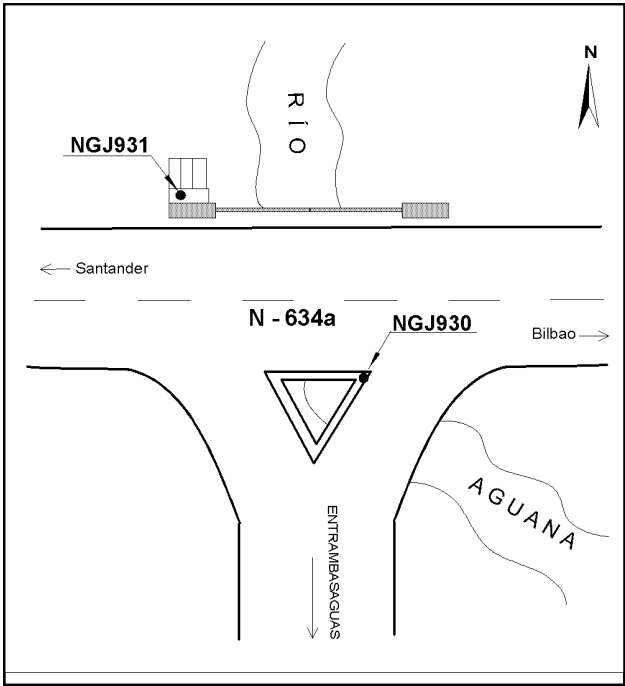 N
RÍO
NGJ931
Santander
N - 634a
NGJ930
Bilbao
AGUANA
ENTRAMBASAGUAS